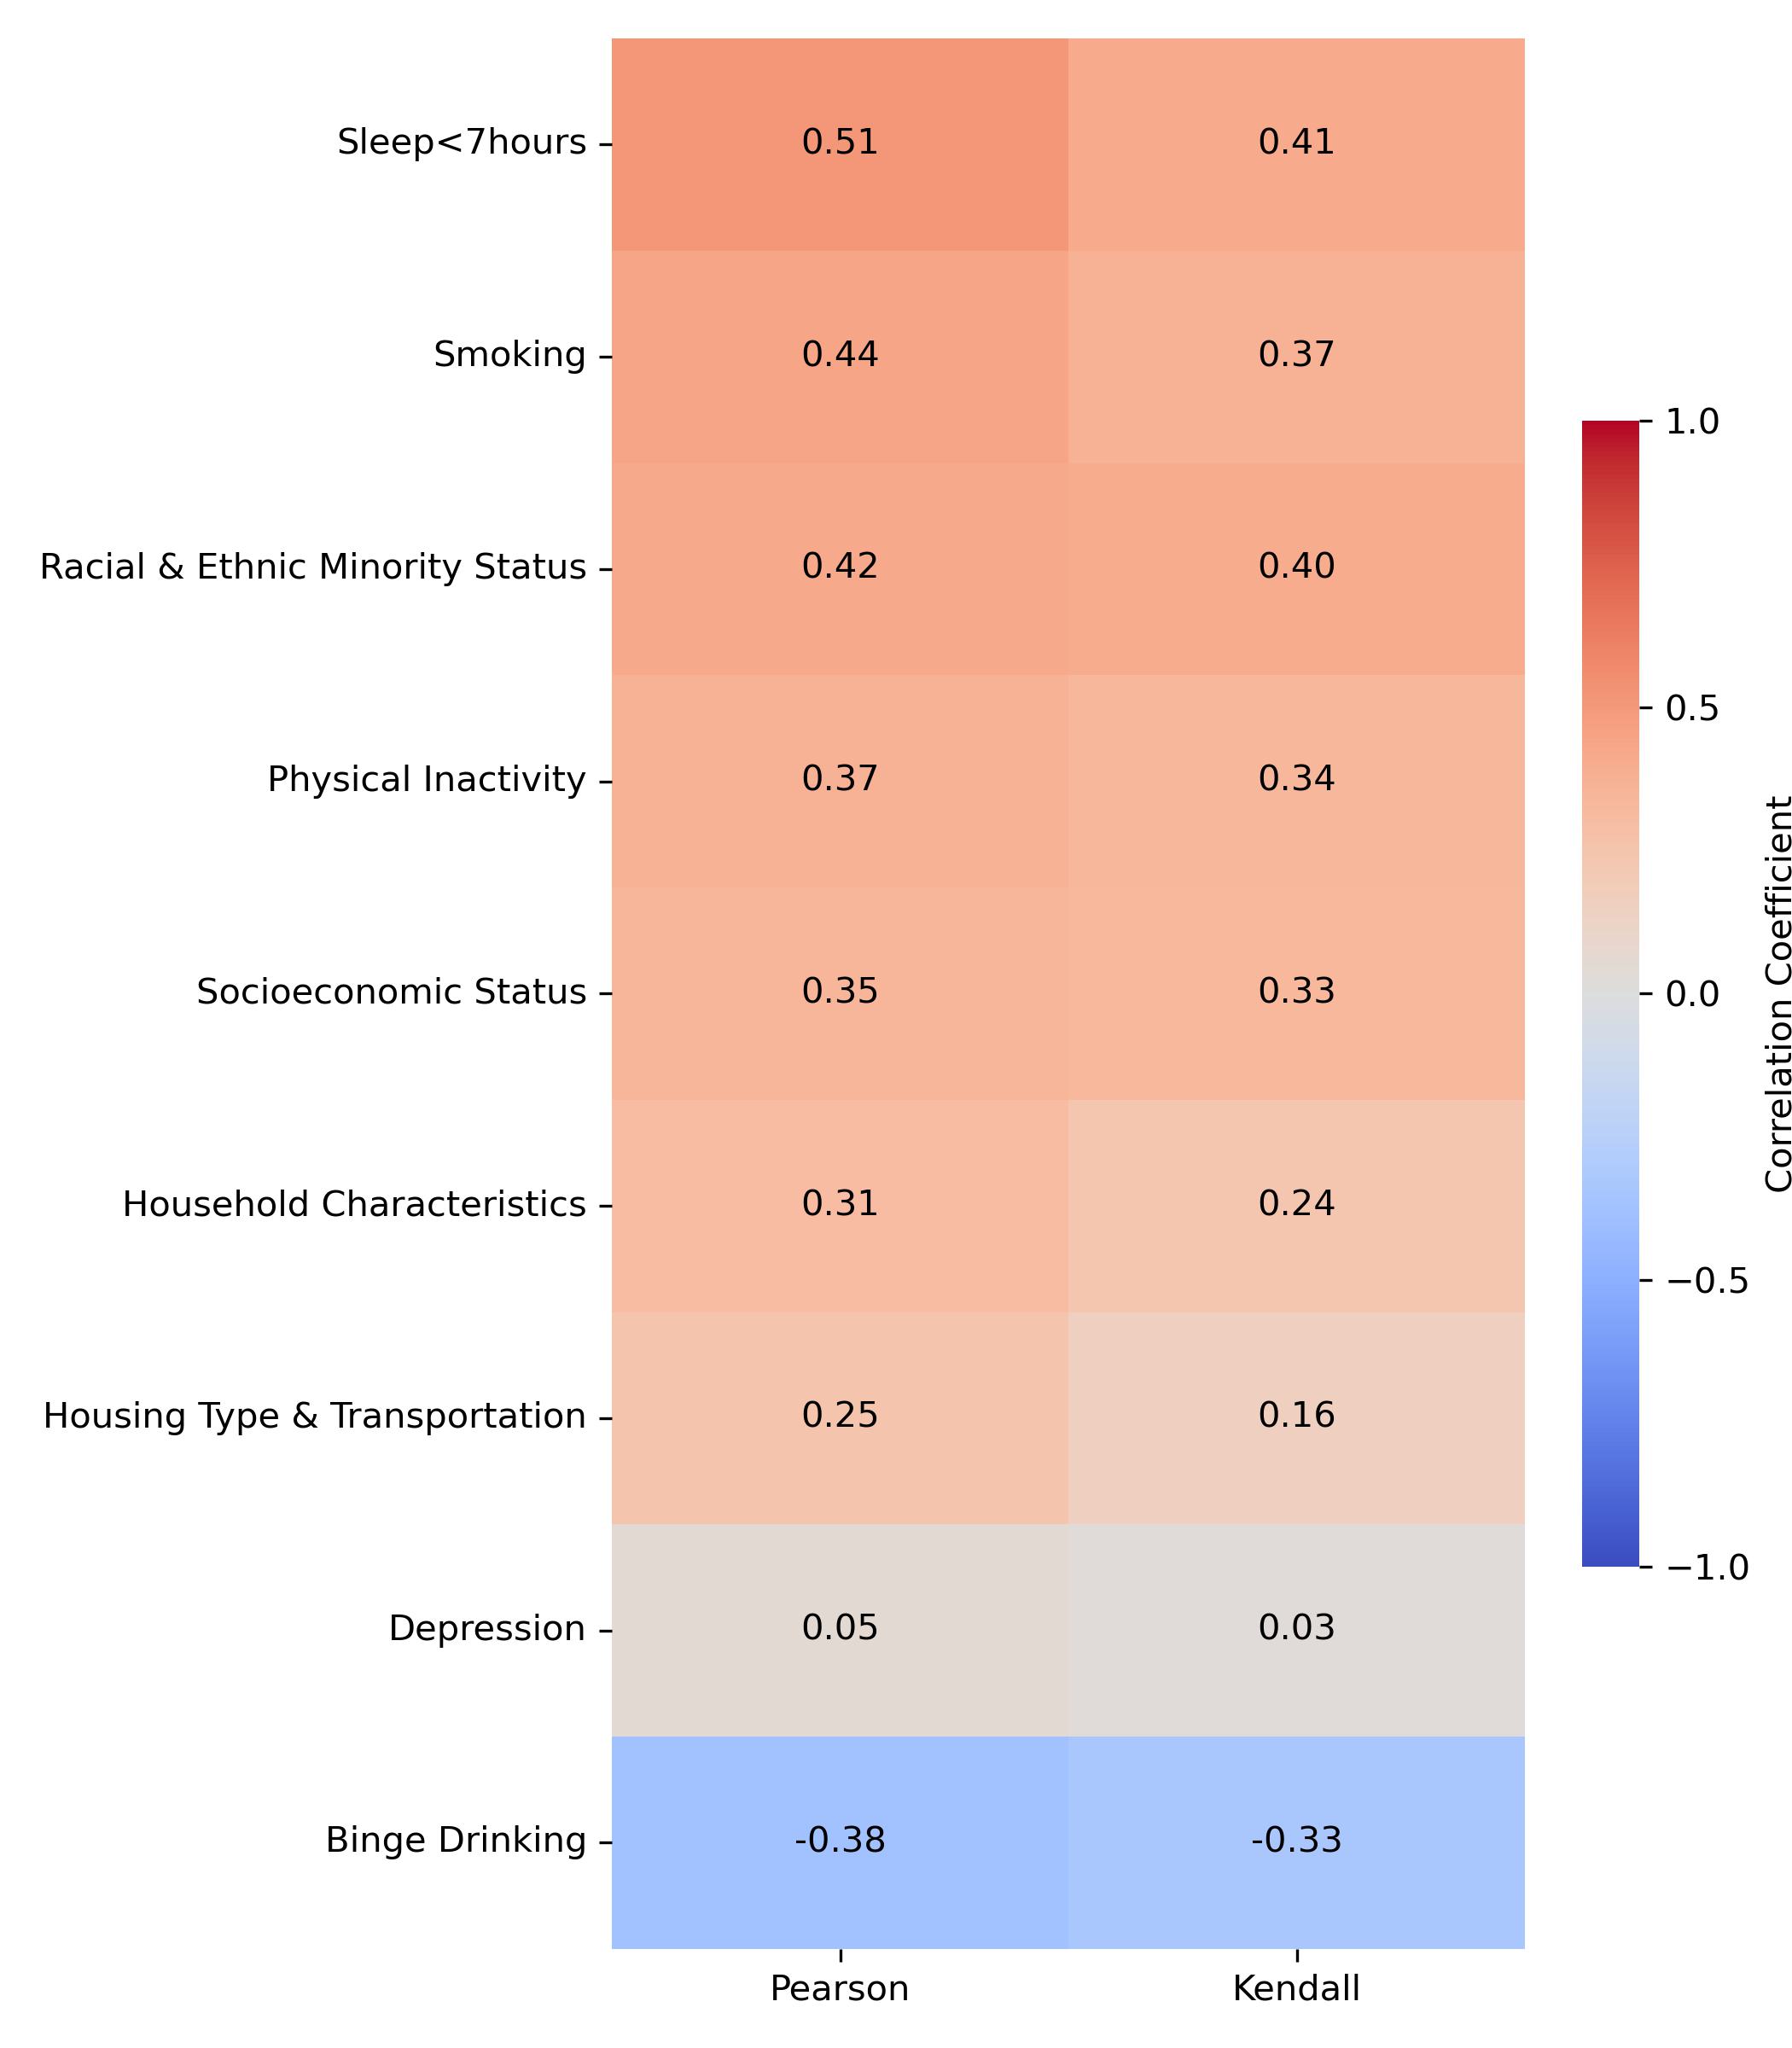 Sleep<7hours 0.51 0.41
Smoking 0.44 0.37
Racial & Ethnic Minority Status 0.42 0.40
Physical Inactivity 0.37 0.34
Socioeconomic Status 0.35 0.33
Household Characteristics 0.31 0.24
Housing Type & Transportation 0.25 0.16
Depression 0.05 0.03
Binge Drinking -0.38 -0.33
Pearson Kendall
1.0
0.5
0.0
−0.5
−1.0
Correlation Coefficient